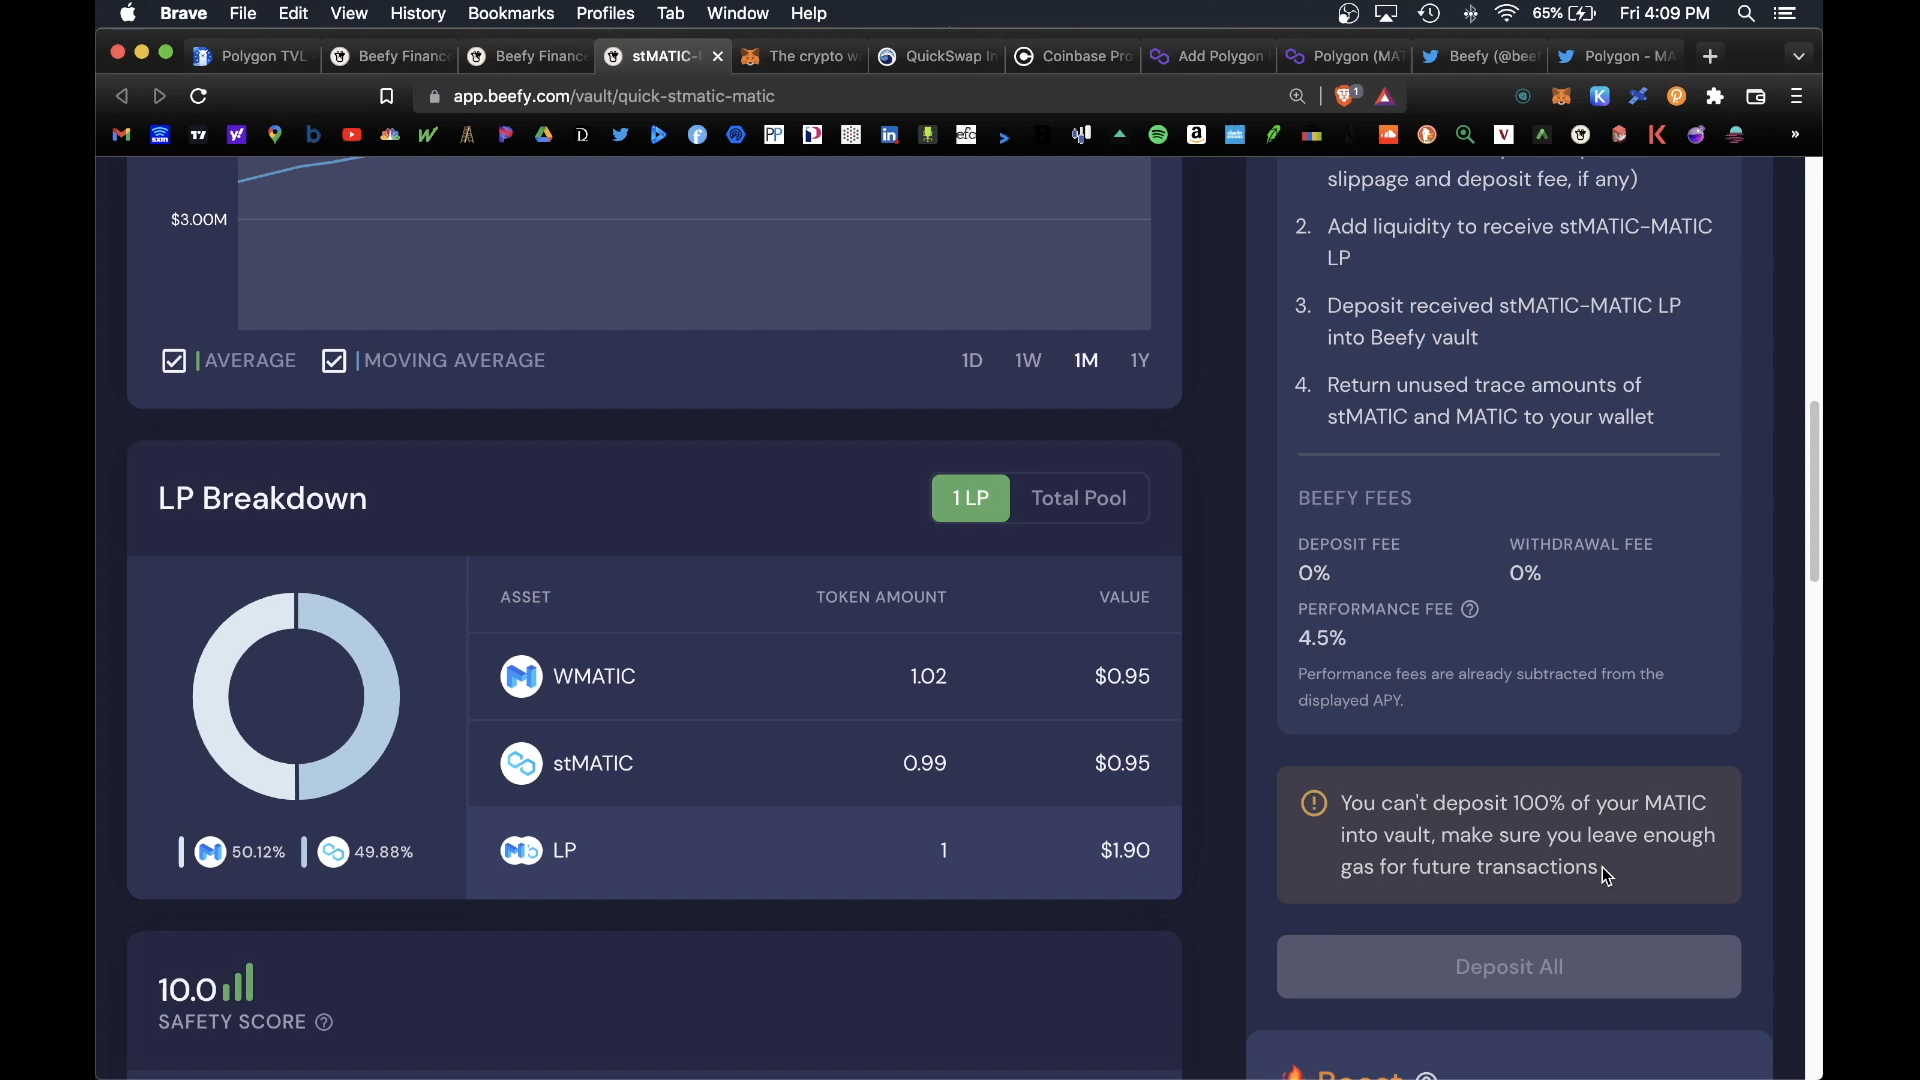 Brave File Edit View History Bookmarks Profiles Tab Window Help 65% Fri 4:09 PM
Polygon TVL Beefy Finance Beefy Finance stMATIC- The crypto w QuickSwap In Coinbase Pro Add Polygon Polygon (MAT Beefy (@beef Polygon - MA
app.beefy.com/vault/quick-stmatic-matic 1
slippage and deposit fee, if any)
2. Add liquidity to receive stMATIC-MATIC
LP
3. Deposit received stMATIC-MATIC LP
into Beefy vault
4. Return unused trace amounts of
stMATIC and MATIC to your wallet
$3.00M
AVERAGE MOVING AVERAGE 1D 1W 1M 1Y
LP Breakdown 1 LP Total Pool
ASSET TOKEN AMOUNT VALUE
WMATIC 1.02 $0.95
stMATIC 0.99 $0.95
LP 1 $1.90
50.12% 49.88%
10.0
SAFETY SCORE
BEEFY FEES
DEPOSIT FEE WITHDRAWAL FEE
0% 0%
PERFORMANCE FEE
4.5%
Performance fees are already subtracted from the
displayed APY.
You can't deposit 100% of your MATIC
into vault, make sure you leave enough
gas for future transactions
Deposit All
Boost